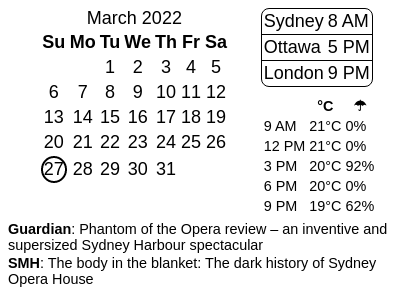 March 2022
Su Mo Tu We Th Fr Sa
1 2 3 4 5
6 7 8 9 10 11 12
13 14 15 16 17 18 19
20 21 22 23 24 25 26
27 28 29 30 31
Sydney 8 AM
Ottawa 5 PM
London 9 PM
°C ☂
9 AM 21°C 0%
12 PM 21°C 0%
3 PM 20°C 92%
6 PM 20°C 0%
9 PM 19°C 62%
Guardian: Phantom of the Opera review – an inventive and
supersized Sydney Harbour spectacular
SMH: The body in the blanket: The dark history of Sydney
Opera House